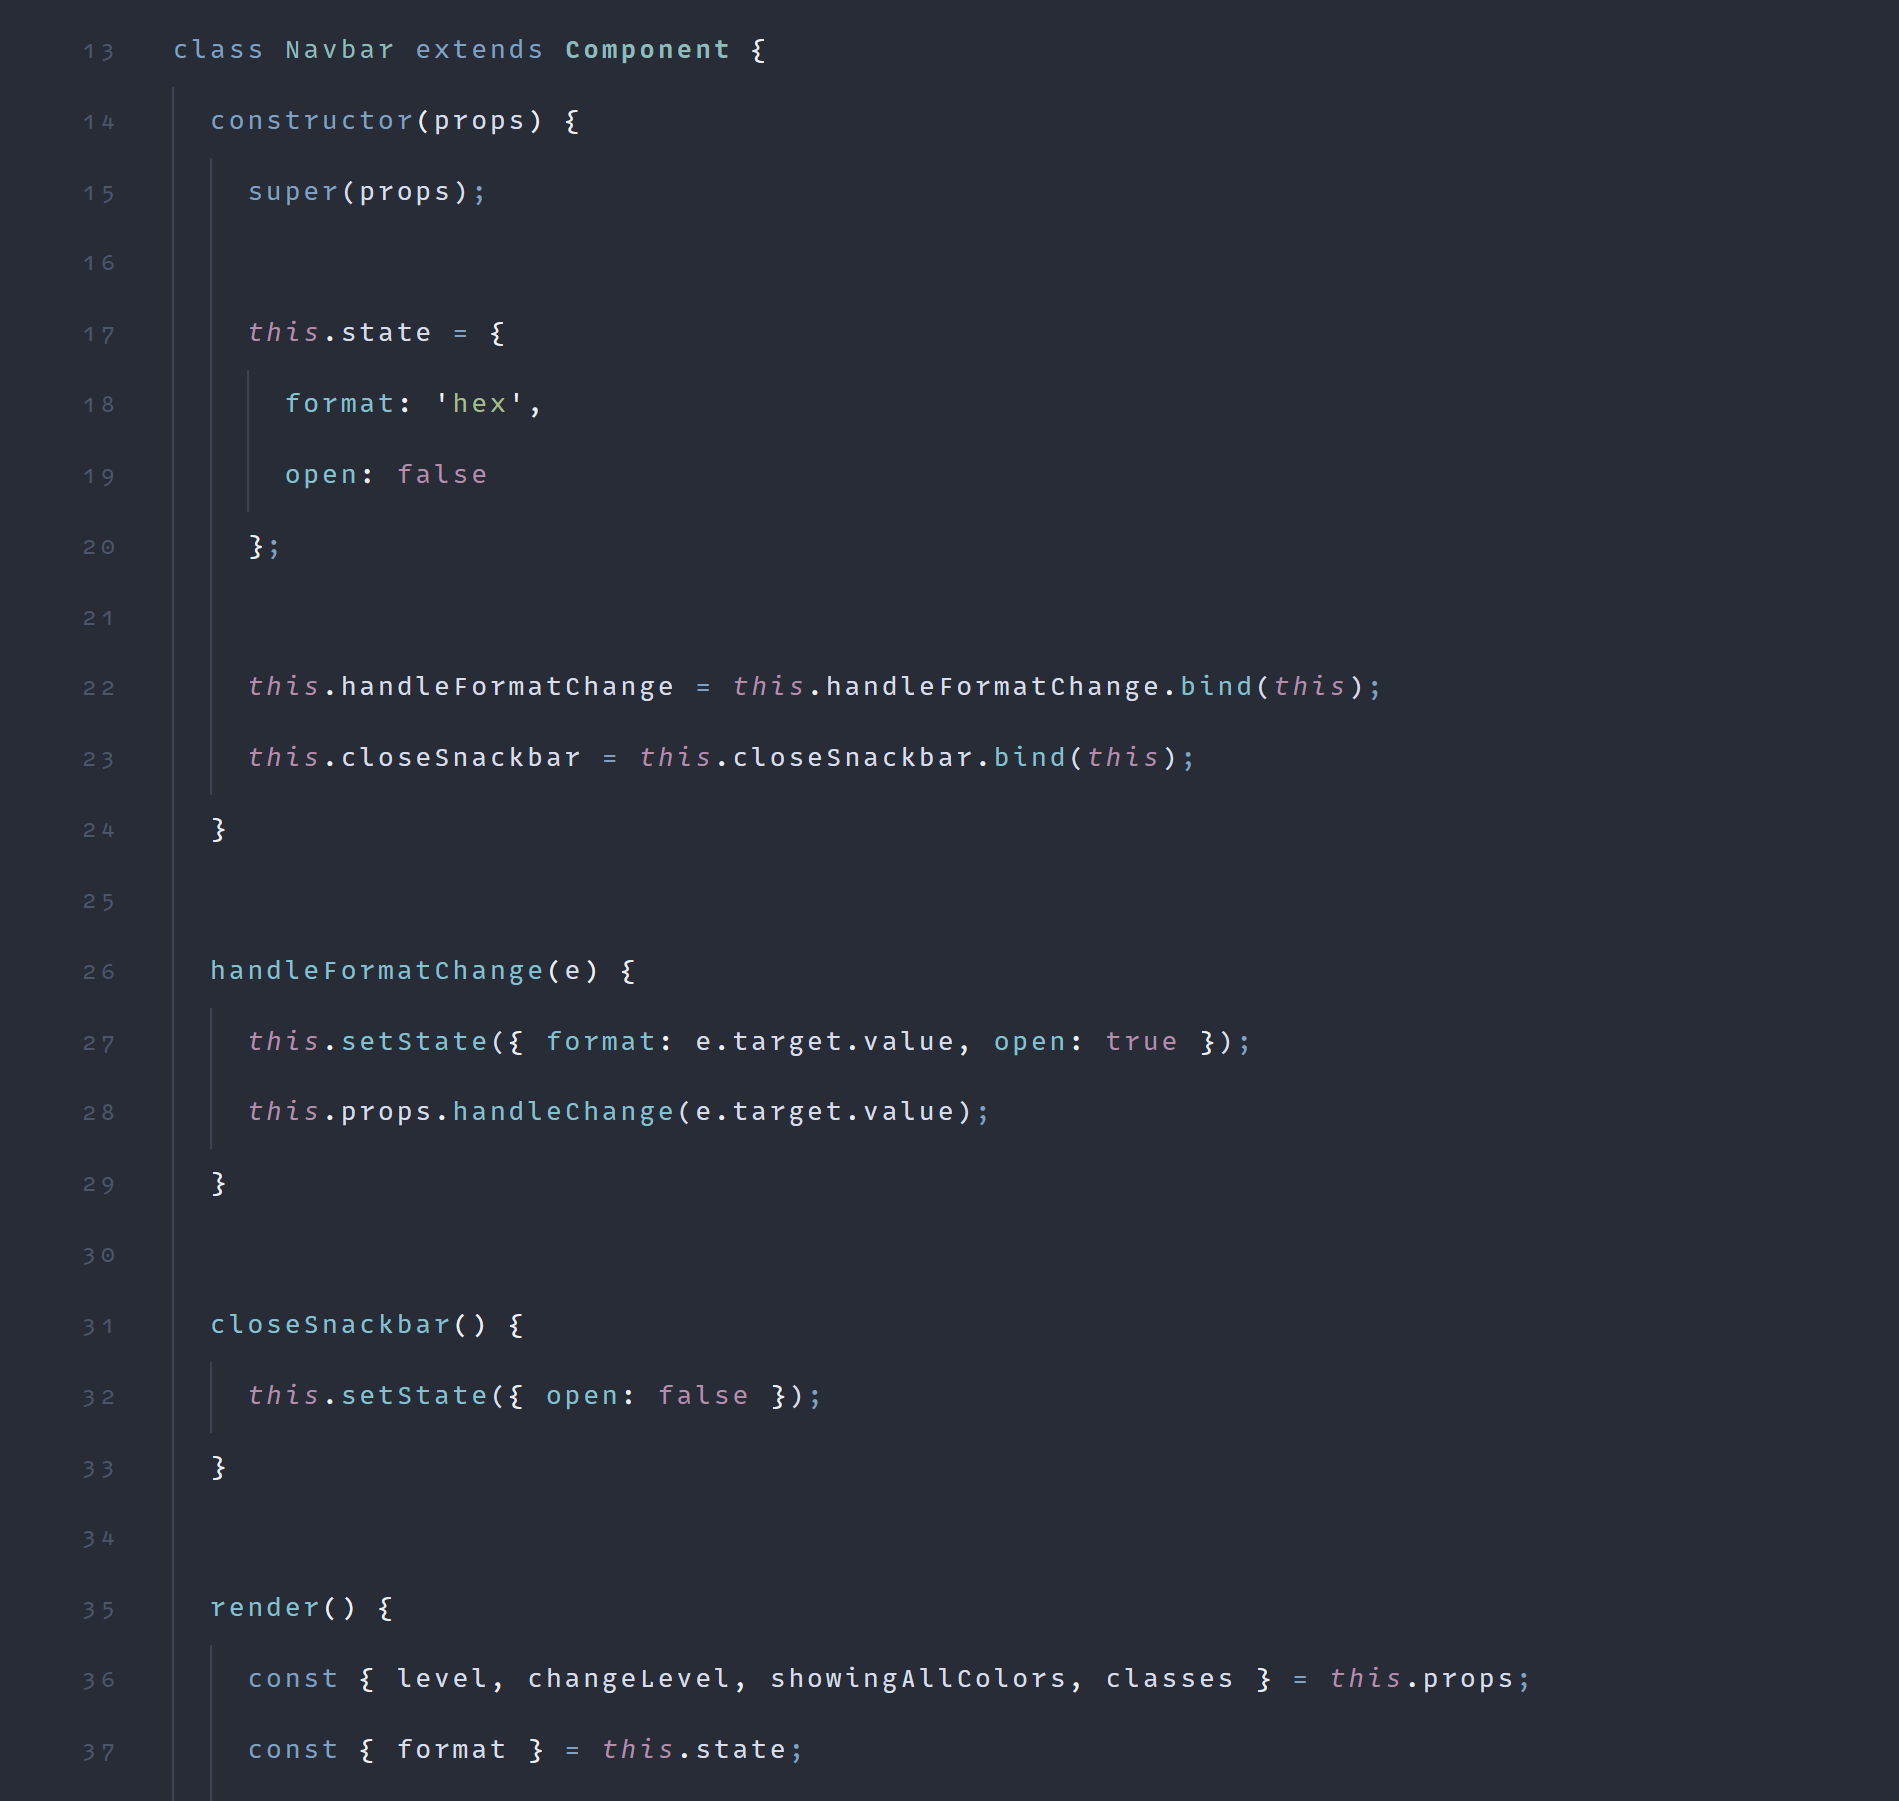 13 class Navbar extends Component {
14   constructor(props) {
15     super(props);
16
17     this.state = {
18       format: 'hex',
19       open: false
20     };
21
22     this.handleFormatChange = this.handleFormatChange.bind(this);
23     this.closeSnackbar = this.closeSnackbar.bind(this);
24   }
25
26   handleFormatChange(e) {
27     this.setState({ format: e.target.value, open: true });
28     this.props.handleChange(e.target.value);
29   }
30
31   closeSnackbar() {
32     this.setState({ open: false });
33   }
34
35   render() {
36     const { level, changeLevel, showingAllColors, classes } = this.props;
37     const { format } = this.state;